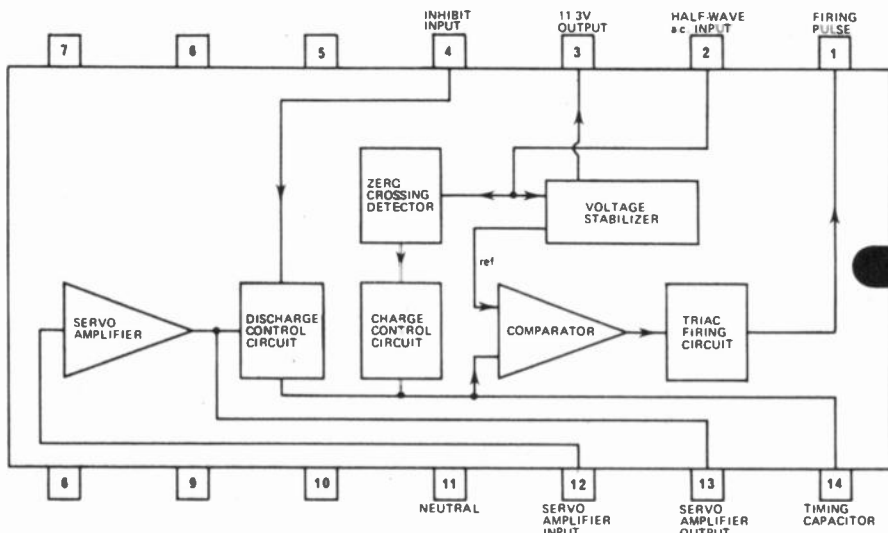 INHIBIT
INPUT
11 3V
OUTPUT
HALF-WAVE
a c. INPUT
FIRING
PULSE
7
6
5
4
3
2
1
ZERO
CROSSING
DETECTOR
VOLTAGE
STABILIZER
ref
SERVO
AMPLIFIER
DISCHARGE
CONTROL
CIRCUIT
CHARGE
CONTROL
CIRCUIT
COMPARATOR
TRIAC
FIRING
CIRCUIT
8
9
10
11
12
13
14
NEUTRAL
SERVO
AMPLIFIER
INPUT
SERVO
AMPLIFIER
OUTPUT
TIMING
CAPACITOR